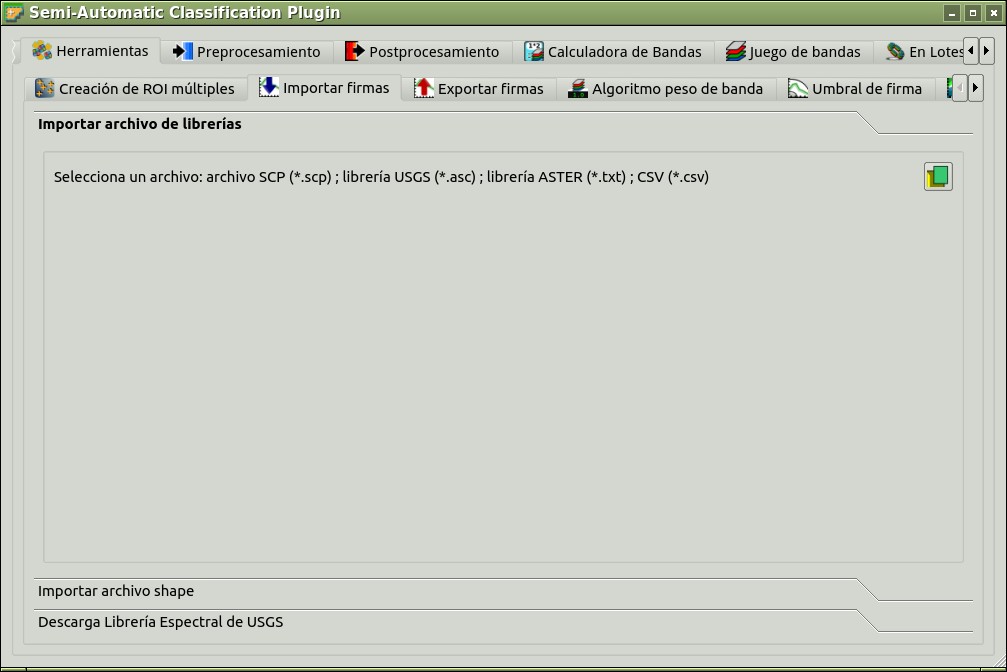 Semi-Automatic Classification Plugin
Herramientas Preprocesamiento Postprocesamiento Calculadora de Bandas Juego de bandas En Lotes
Creación de ROI múltiples Importar firmas Exportar firmas Algoritmo peso de banda Umbral de firma
Importar archivo de librerías
Selecciona un archivo: archivo SCP (*.scp) ; librería USGS (*.asc) ; librería ASTER (*.txt) ; CSV (*.csv)
Importar archivo shape
Descarga Librería Espectral de USGS